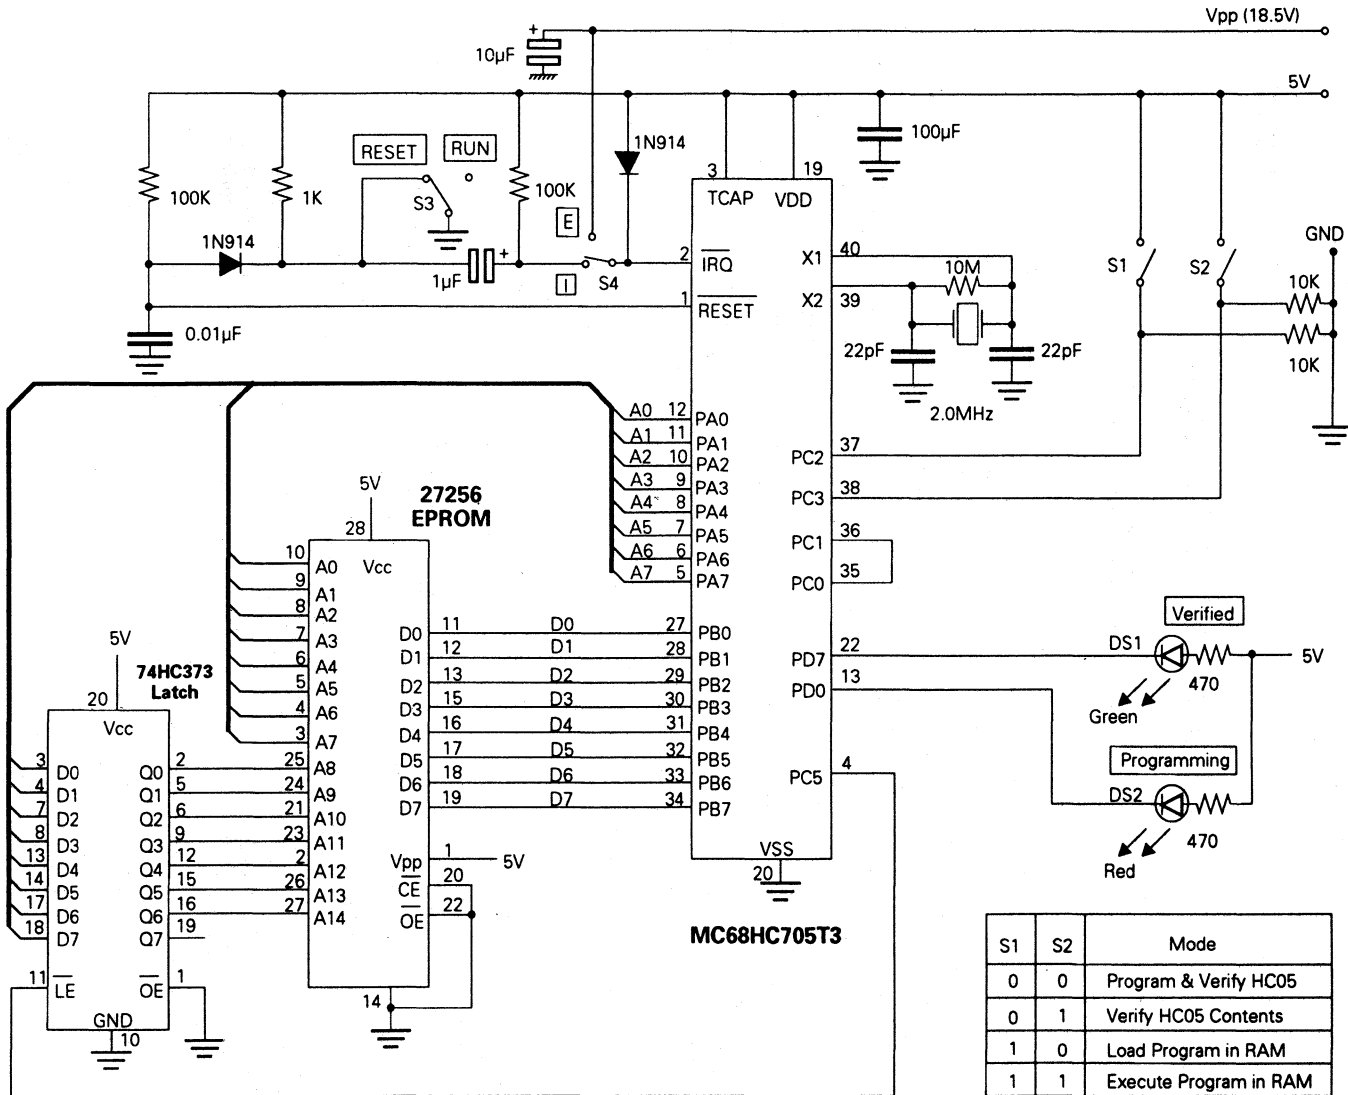 Vpp (18.5V)
+
10µF
5V
100µF
1N914
RESET
RUN
100K
1K
S3
100K
3
19
TCAP
VDD
E
1N914
+
1µF
I
S4
2
IRQ
X1
40
10M
S1
S2
GND
10K
1
RESET
X2
39
0.01µF
22pF
22pF
10K
2.0MHz
A0 12 PA0
A1 11 PA1
A2 10 PA2
A3 9 PA3
A4 8 PA4
A5 7 PA5
A6 6 PA6
A7 5 PA7
PC2 37
PC3 38
PC1 36
PC0 35
5V
27256
EPROM
28
Vcc
10 A0
9 A1
8 A2
7 A3
6 A4
5 A5
4 A6
3 A7
25 A8
24 A9
21 A10
23 A11
2 A12
26 A13
27 A14
D0 11 D0 27 PB0
D1 12 D1 28 PB1
D2 13 D2 29 PB2
D3 15 D3 30 PB3
D4 16 D4 31 PB4
D5 17 D5 32 PB5
D6 18 D6 33 PB6
D7 19 D7 34 PB7
Vpp 1 5V
CE 20
OE 22
14
5V
74HC373
Latch
20
Vcc
3 D0 Q0 2
4 D1 Q1 5
7 D2 Q2 6
8 D3 Q3 9
13 D4 Q4 12
14 D5 Q5 15
17 D6 Q6 16
18 D7 Q7 19
11 LE OE 1
GND
10
PD7 22
PD0 13
PC5 4
VSS
20
MC68HC705T3
Verified
DS1
470
5V
Green
Programming
DS2
470
Red
S1 S2 Mode
0 0 Program & Verify HC05
0 1 Verify HC05 Contents
1 0 Load Program in RAM
1 1 Execute Program in RAM